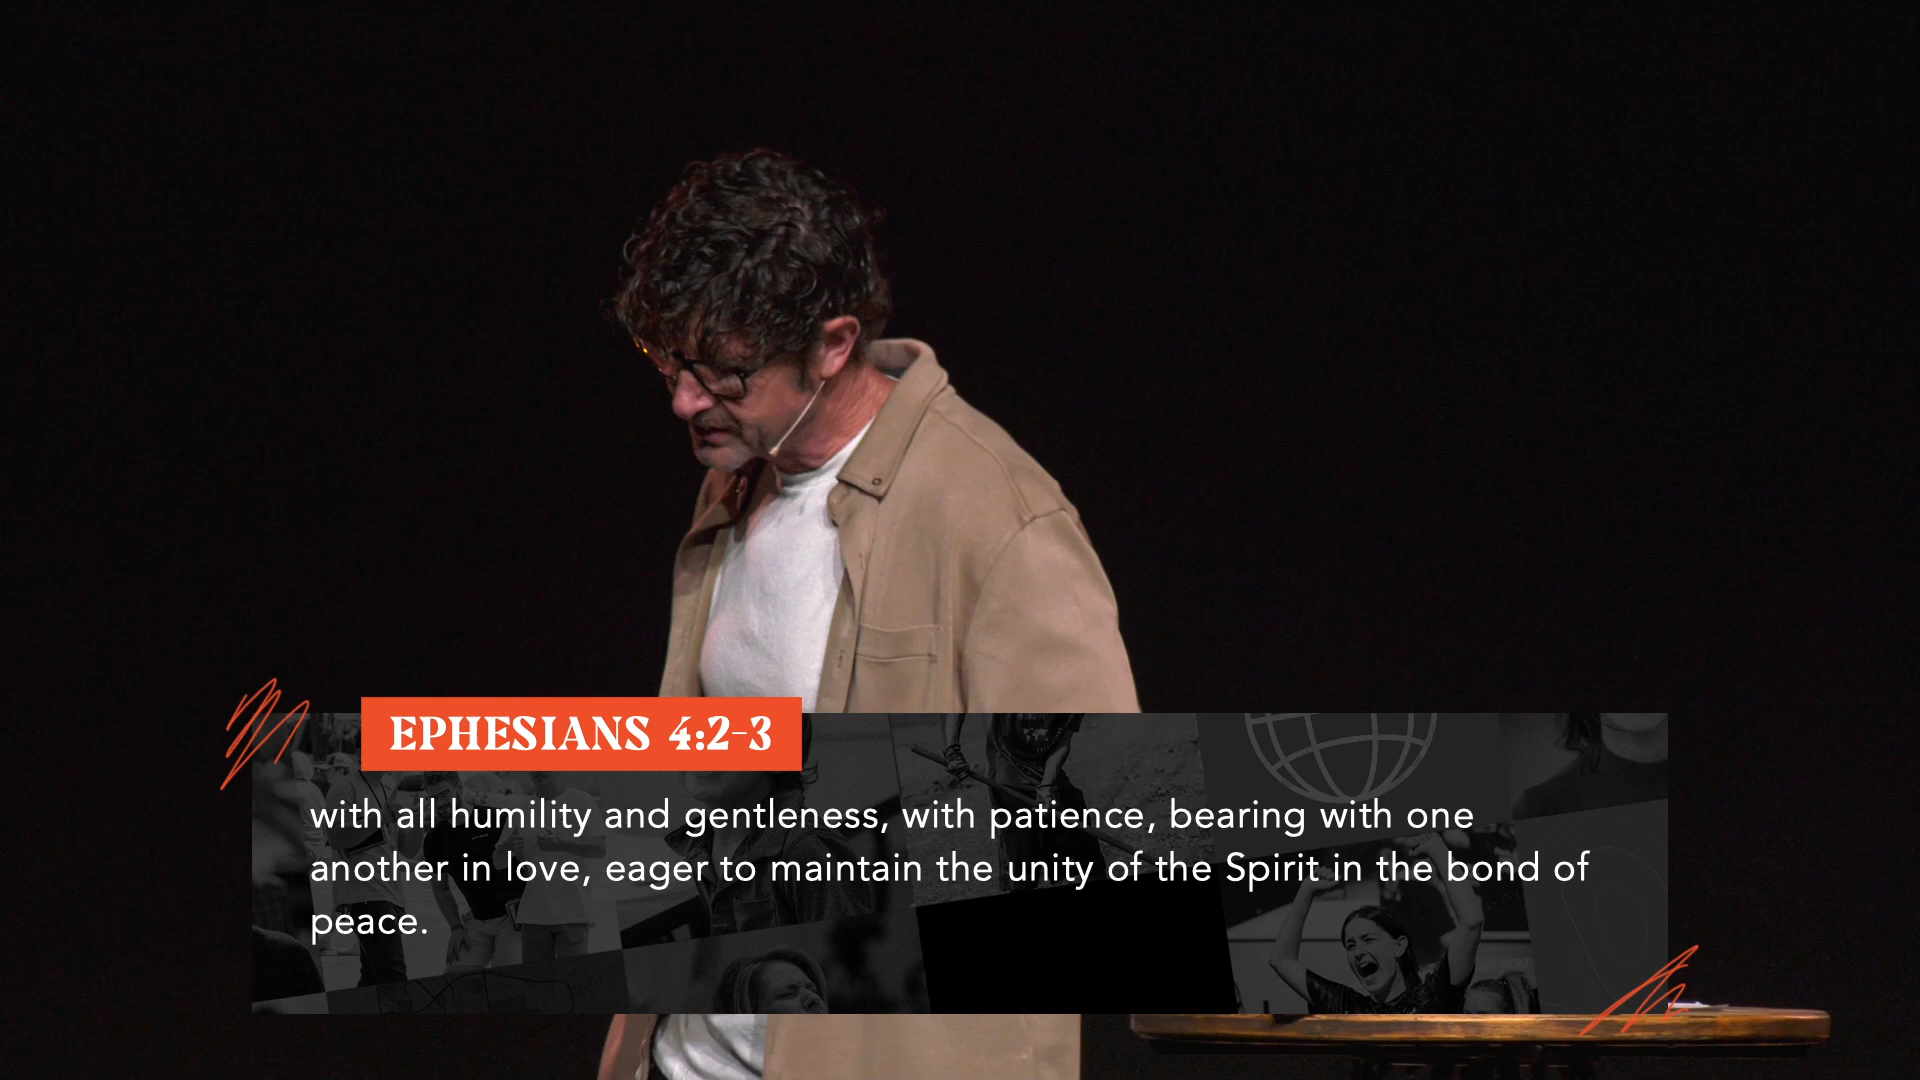 EPHESIANS 4:2-3
with all humility and gentleness, with patience, bearing with one
another in love, eager to maintain the unity of the Spirit in the bond of
peace.